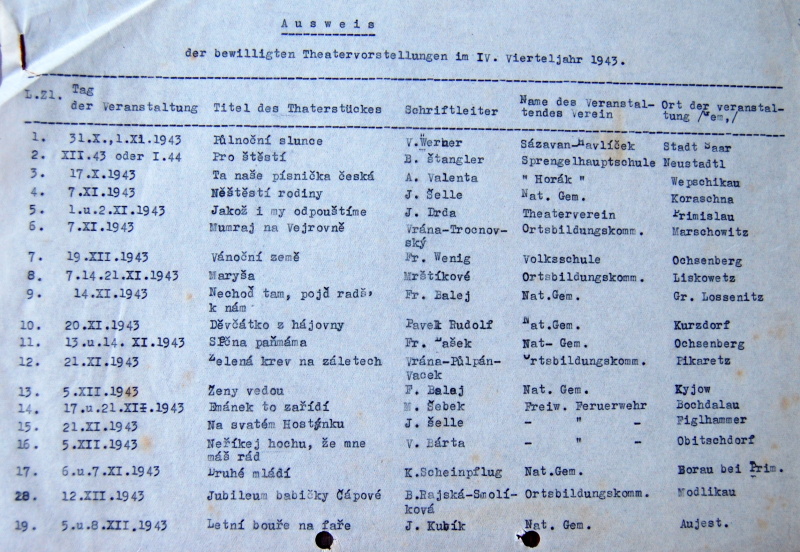 Ausweis
der bewilligten Theatervorstellungen im IV. Vierteljahr 1943.
L.Zl. Tag der Veranstaltung Titel des Thaterstückes Schriftleiter Name des Veranstaltendes Verein Ort der veranstaltung /Gem./
1. 31.X.,1.XI.1943 Půlnoční slunce V.Werner Sázavan-Havlíček Stadt Saar
2. XII.43 oder I.44 Pro štěstí B. Štangler Sprengelhauptschule Neustadtl
3. 17.X.1943 Ta naše písnička česká A. Valenta " Horák " Wepschikau
4. 7.XI.1943 Něštěstí rodiny J. Šelle Nat. Gem. Koraschna
5. 1.u.2.XI.1943 Jakož i my odpouštíme J. Drda Theaterverein Primislau
6. 7.XI.1943 Mumraj na Vejrovně Vrána-Trocnovský Ortsbildungskomm. Marschowitz
7. 19.XII.1943 Vánoční země Fr. Wenig Volksschule Ochsenberg
8. 7.14.21.XI.1943 Maryša Mrštíkové Ortsbildungskomm. Liskowetz
9. 14.XI.1943 Nechoď tam, pojď radš' k nám Fr. Balej Nat.Gem. Gr. Lossenitz
10. 20.XI.1943 Děvčátko z hájovny Pavek Rudolf Nat.Gem. Kurzdorf
11. 13.u.14. XI.1943 Slečna paňmáma Fr. Vašek Nat- Gem. Ochsenberg
12. 21.XI.1943 Zelená krev na záletech Vrána-Půlpán-Vacek Ortsbildungskomm. Pikaretz
13. 5.XII.1943 Ženy vedou F. Balaj Nat. Gem. Kyjow
14. 17.u.21.XII.1943 Emánek to zařídí M. Šebek Freiw. Feruerwehr Bochdalau
15. 21.XI.1943 Na svatém Hostýnku J. Šelle - " - Piglhammer
16. 5.XII.1943 Neříkej hochu, že mne máš rád V. Bárta - " - Obitschdorf
17. 6.u.7.XI.1943 Druhé mládí K.Scheinpflug Nat.Gem. Borau bei Prim.
28. 12.XII.1943 Jubileum babičky Čápové B.Rajská-Smolíková Ortsbildungskomm. Modlikau
19. 5.u.8.XII.1943 Letní bouře na faře J. Kubík Nat. Gem. Aujest.